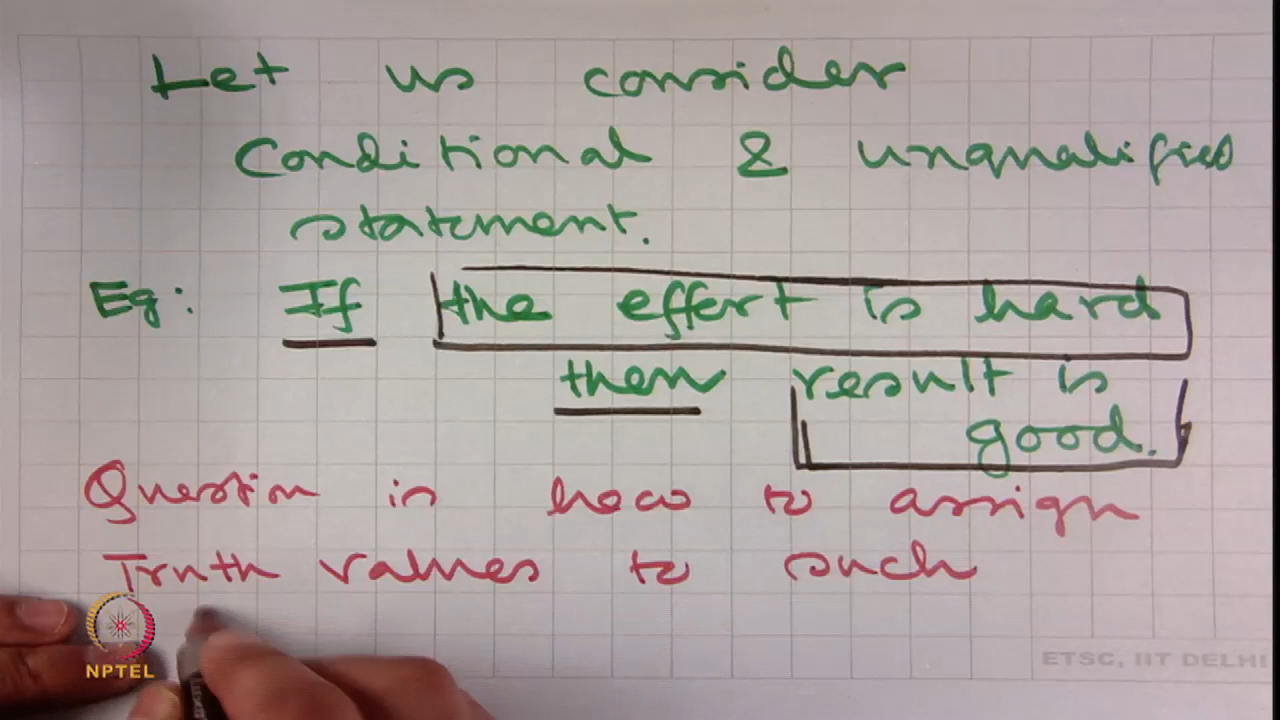 Let us consider
Conditional & unqualified
statement.
Eg: If the effort is hard
then result is
good.
Question is how to assign
Truth values to such
NPTEL
ETSC, IIT DELHI